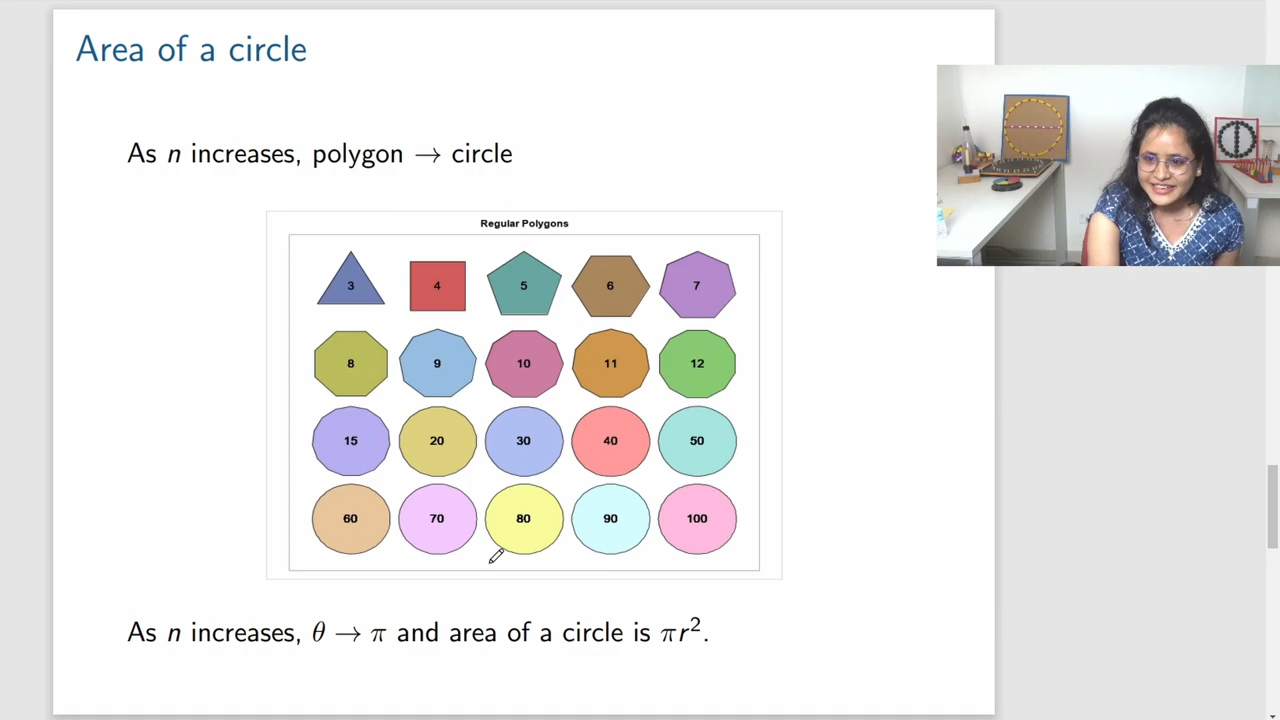 Area of a circle
As n increases, polygon → circle
Regular Polygons
3 4 5 6 7
8 9 10 11 12
15 20 30 40 50
60 70 80 90 100
As n increases, θ → π and area of a circle is πr².